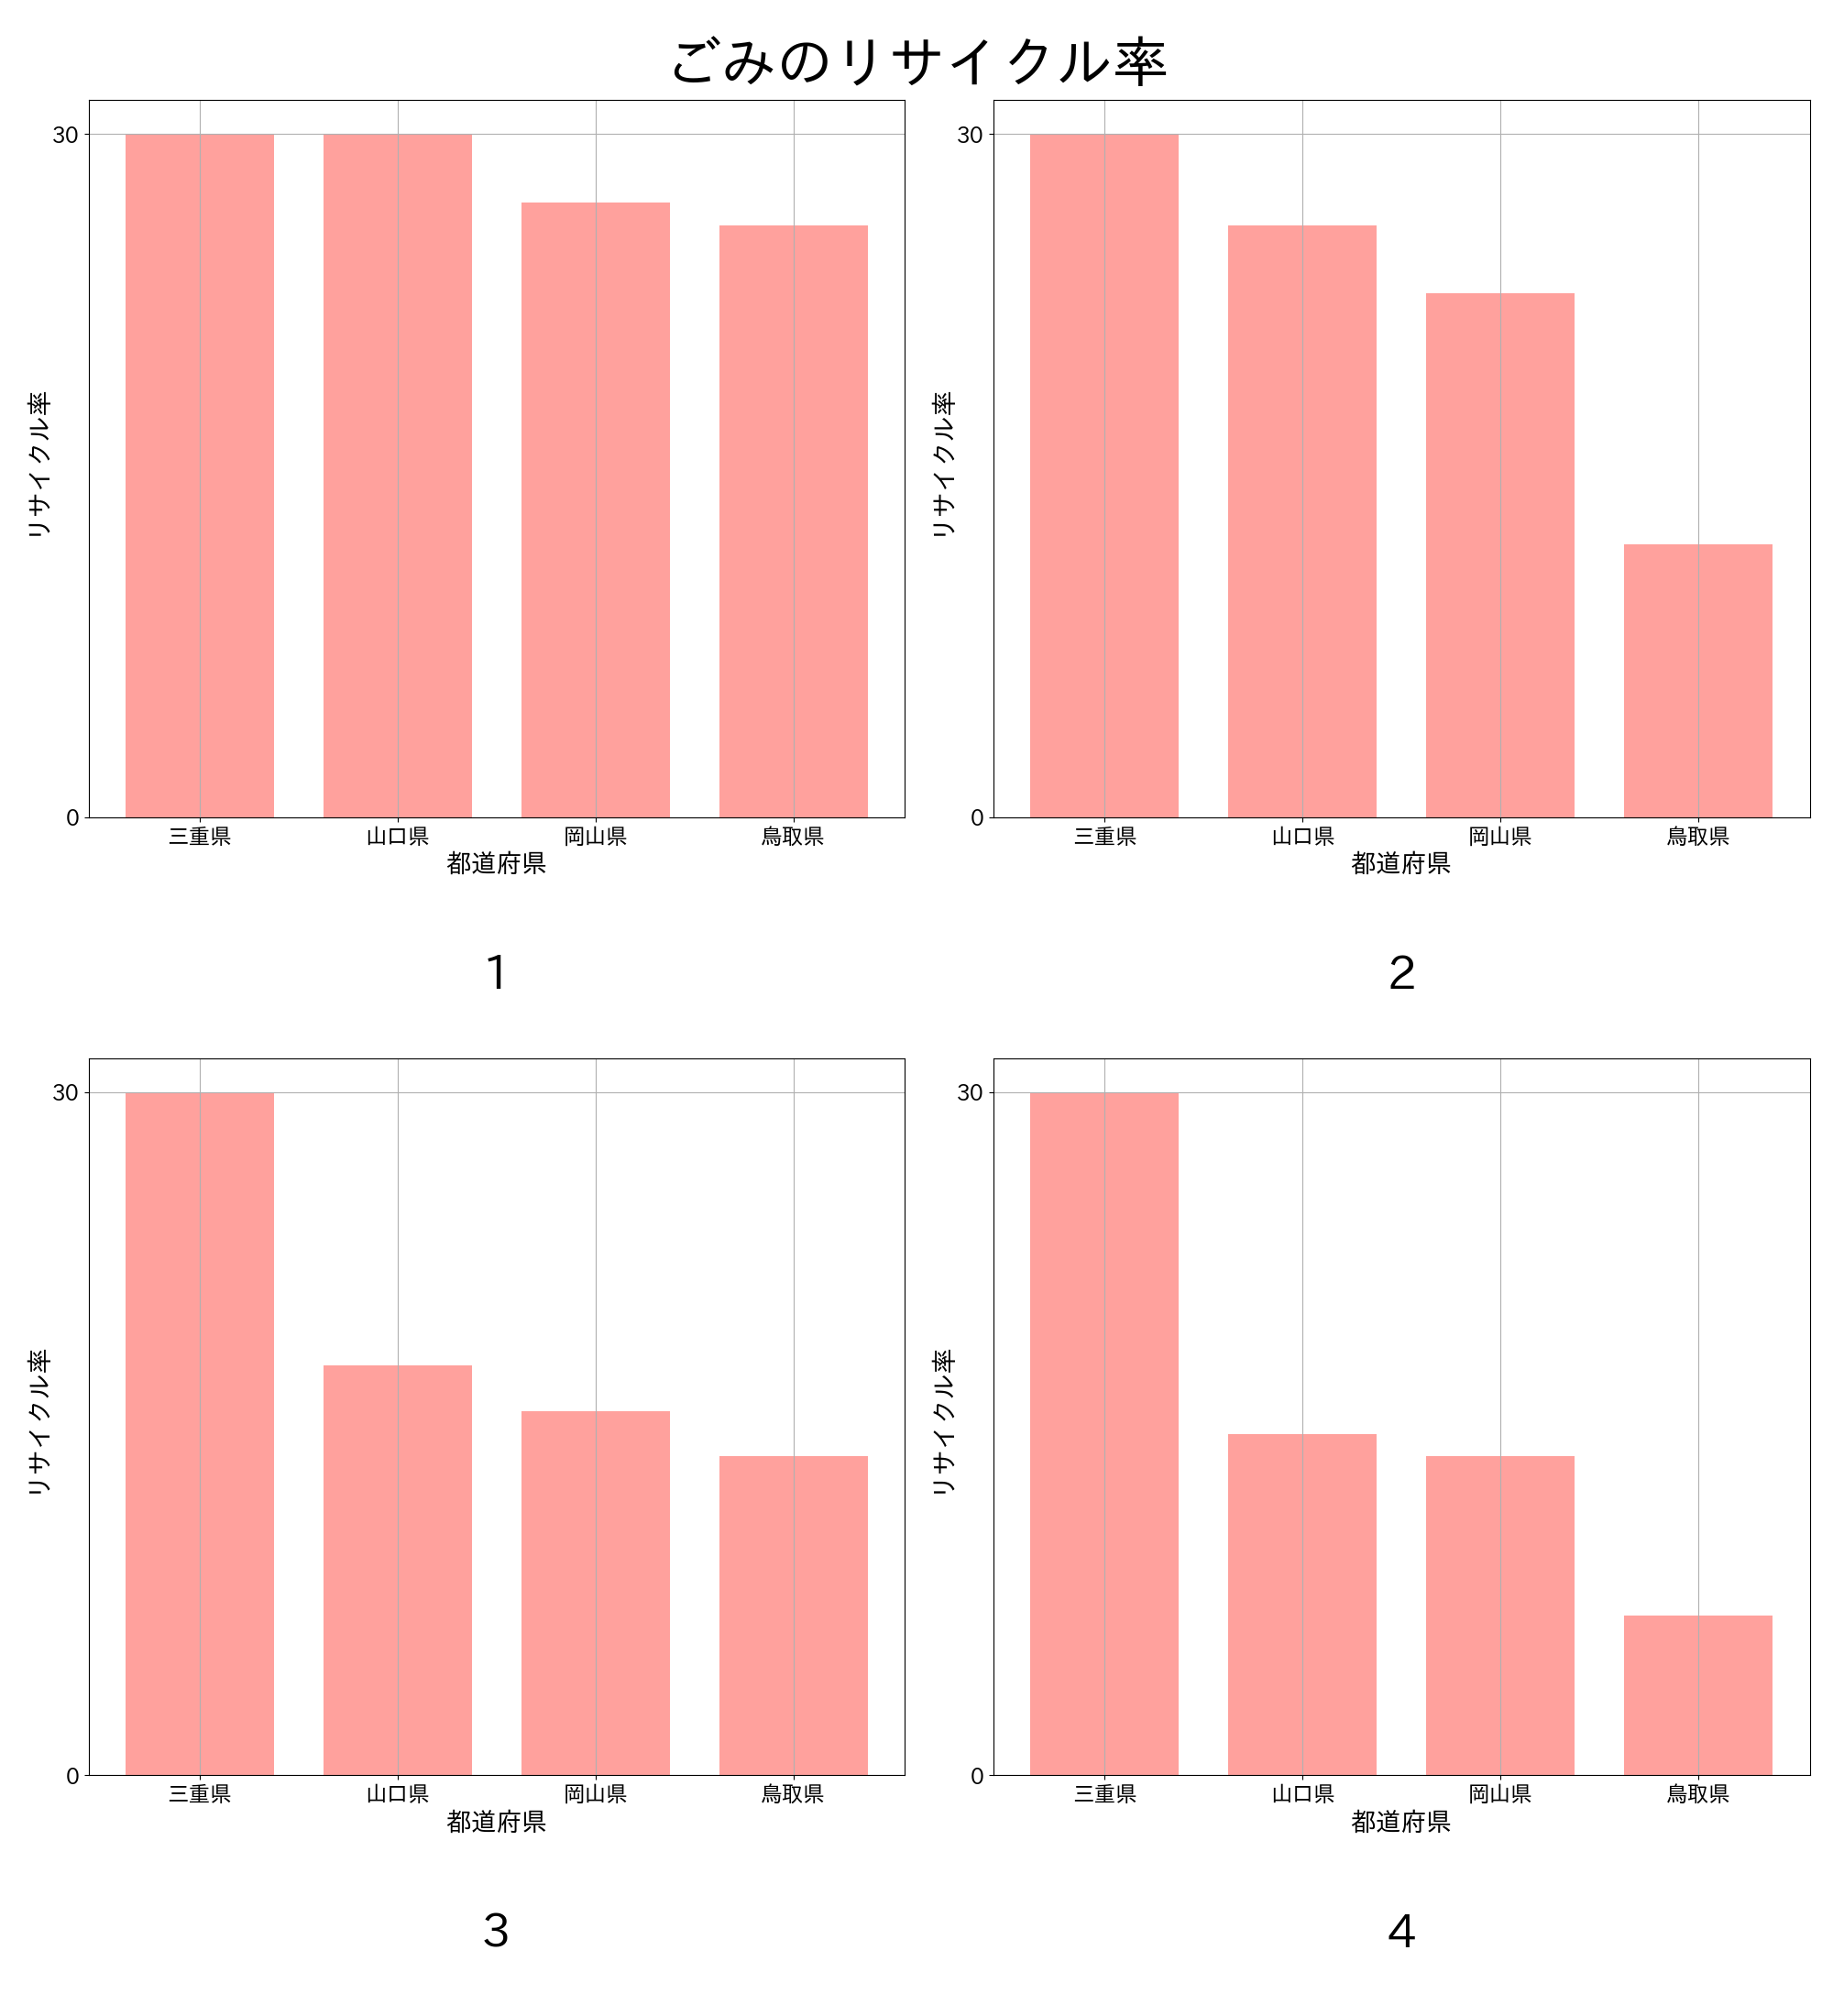 ごみのリサイクル率
30
0
リサイクル率
三重県 山口県 岡山県 鳥取県
都道府県
1
30
0
リサイクル率
三重県 山口県 岡山県 鳥取県
都道府県
2
30
0
リサイクル率
三重県 山口県 岡山県 鳥取県
都道府県
3
30
0
リサイクル率
三重県 山口県 岡山県 鳥取県
都道府県
4